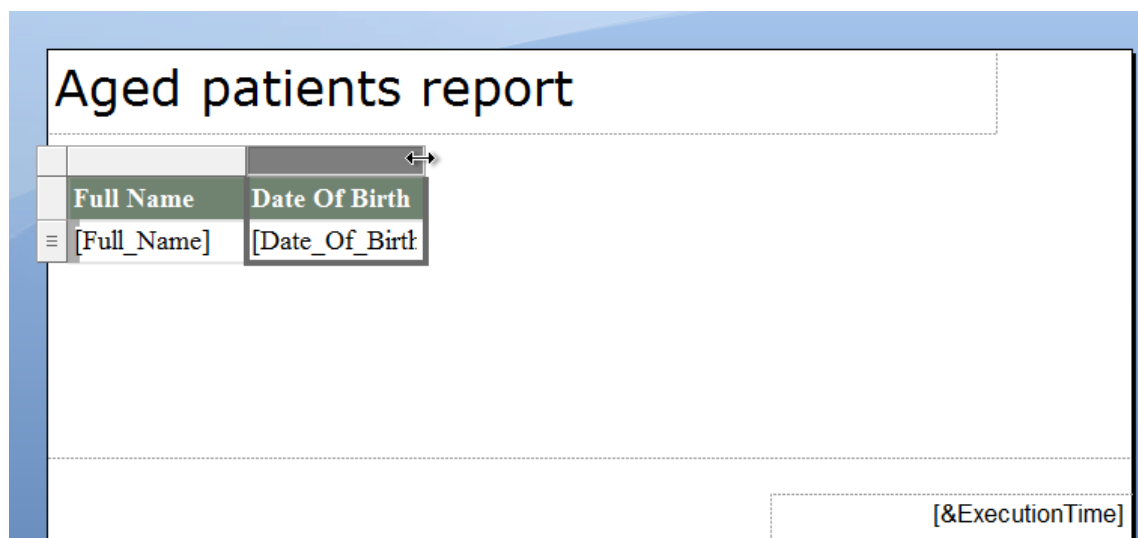 Aged patients report
Full Name Date Of Birth
[Full_Name] [Date_Of_Birth
[&ExecutionTime]